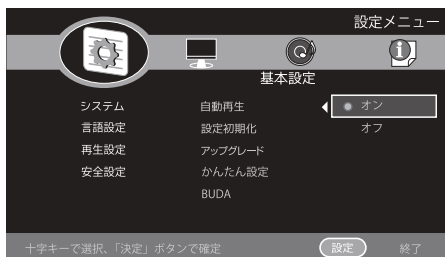 設定メニュー
基本設定
システム
言語設定
再生設定
安全設定
自動再生
設定初期化
アップグレード
かんたん設定
BUDA
オン
オフ
十字キーで選択、「決定」ボタンで確定
設定
終了